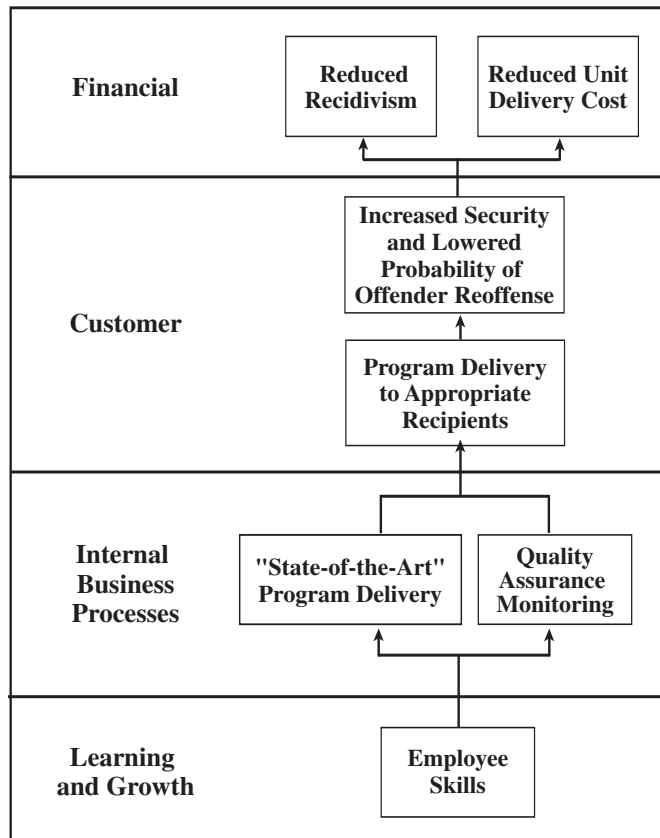 Financial
Reduced
Recidivism
Reduced Unit
Delivery Cost
Customer
Increased Security
and Lowered
Probability of
Offender Reoffense
Program Delivery
to Appropriate
Recipients
Internal
Business
Processes
"State-of-the-Art"
Program Delivery
Quality
Assurance
Monitoring
Learning
and Growth
Employee
Skills